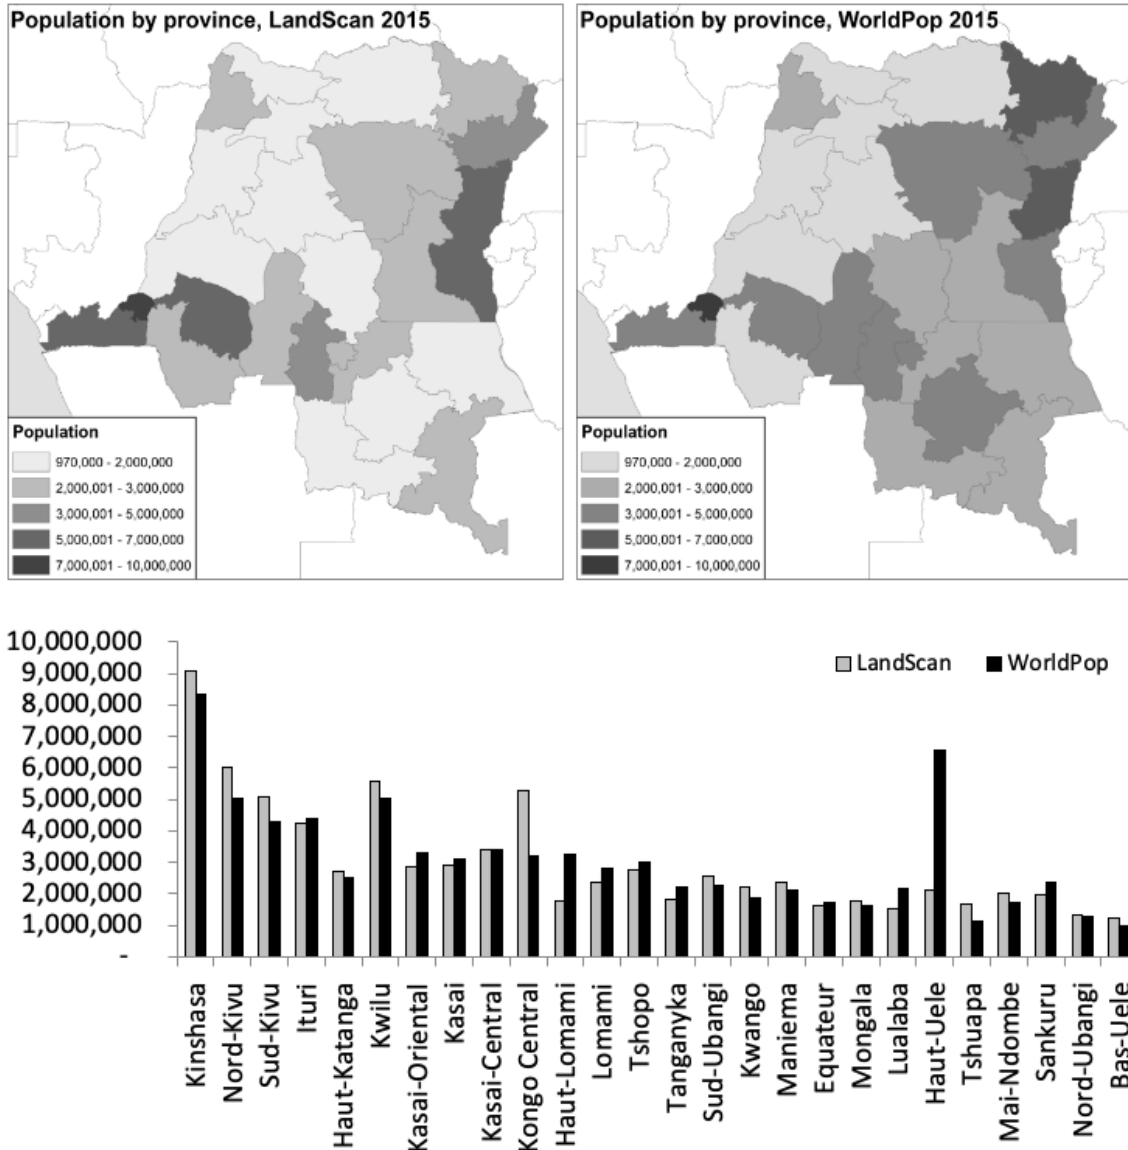 Population by province, LandScan 2015
Population
970,000 - 2,000,000
2,000,001 - 3,000,000
3,000,001 - 5,000,000
5,000,001 - 7,000,000
7,000,001 - 10,000,000
Population by province, WorldPop 2015
Population
970,000 - 2,000,000
2,000,001 - 3,000,000
3,000,001 - 5,000,000
5,000,001 - 7,000,000
7,000,001 - 10,000,000
10,000,000
9,000,000
8,000,000
7,000,000
6,000,000
5,000,000
4,000,000
3,000,000
2,000,000
1,000,000
-
LandScan
WorldPop
Kinshasa
Nord-Kivu
Sud-Kivu
Ituri
Haut-Katanga
Kwilu
Kasai-Oriental
Kasai
Kasai-Central
Kongo Central
Haut-Lomami
Lomami
Tshopo
Tanganyka
Sud-Ubangi
Kwango
Maniema
Equateur
Mongala
Lualaba
Haut-Uele
Tshuapa
Mai-Ndombe
Sankuru
Nord-Ubangi
Bas-Uele